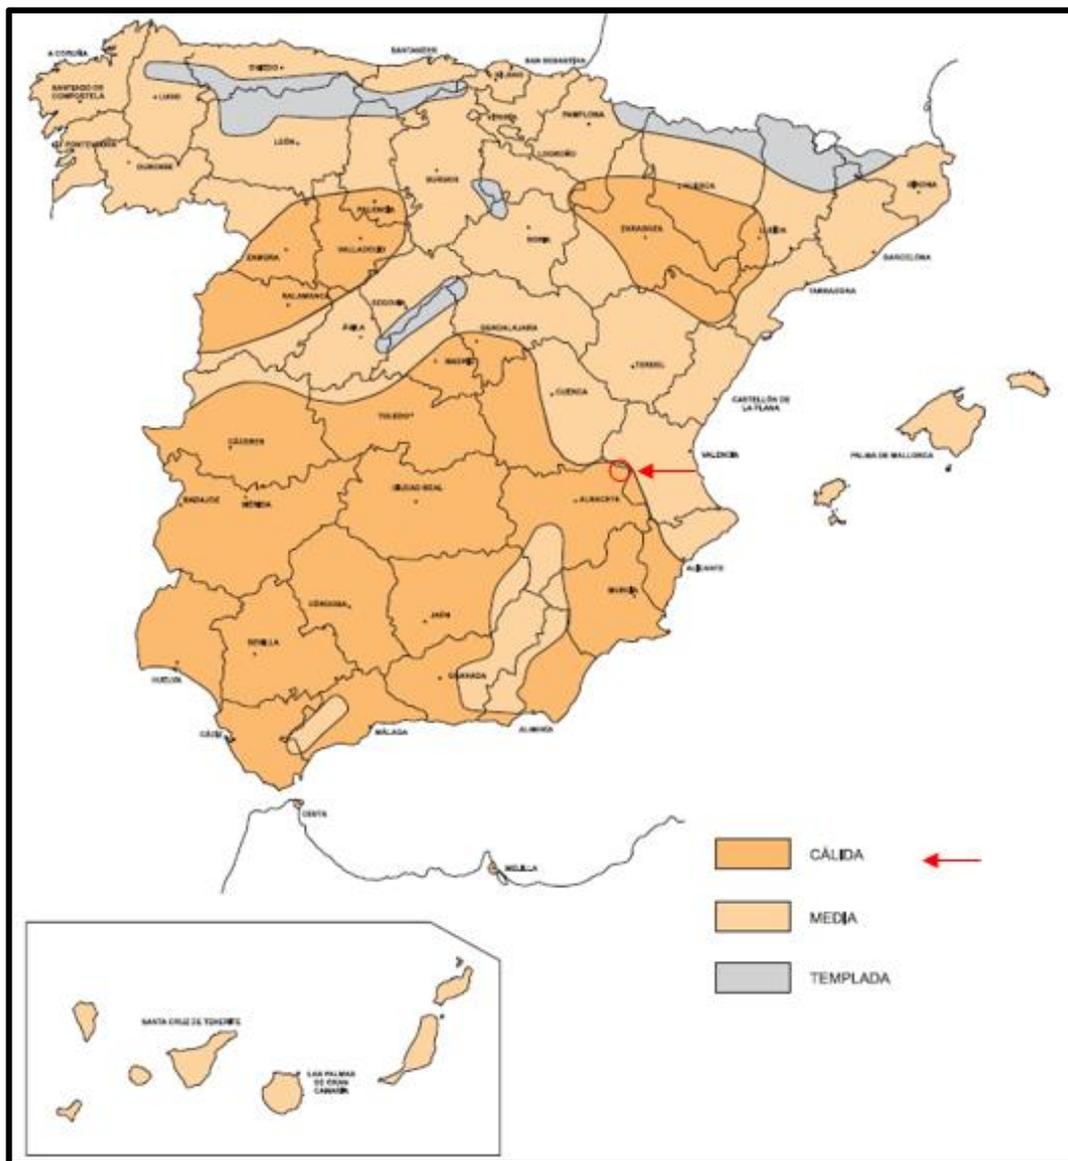 A CORUÑA
SANTIAGO DE
COMPOSTELA
LUGO
PONTEVEDRA
OURENSE
OVIEDO
SANTANDER
SAN SEBASTIÁN
BILBAO
VITORIA
PAMPLONA
LOGROÑO
LEÓN
BURGOS
PALENCIA
ZAMORA
VALLADOLID
SORIA
HUESCA
ZARAGOZA
LLEIDA
GIRONA
BARCELONA
TARRAGONA
SALAMANCA
SEGOVIA
ÁVILA
GUADALAJARA
MADRID
TERUEL
CUENCA
TOLEDO
CASTELLÓN DE
LA PLANA
CÁCERES
VALENCIA
PALMA DE MALLORCA
BADAJOZ
MÉRIDA
CIUDAD REAL
ALBACETE
ALICANTE
MURCIA
CÓRDOBA
JAÉN
SEVILLA
HUELVA
GRANADA
CÁDIZ
MÁLAGA
ALMERÍA
CEUTA
MELILLA
CÁLIDA
MEDIA
TEMPLADA
SANTA CRUZ DE TENERIFE
LAS PALMAS
DE GRAN
CANARIA